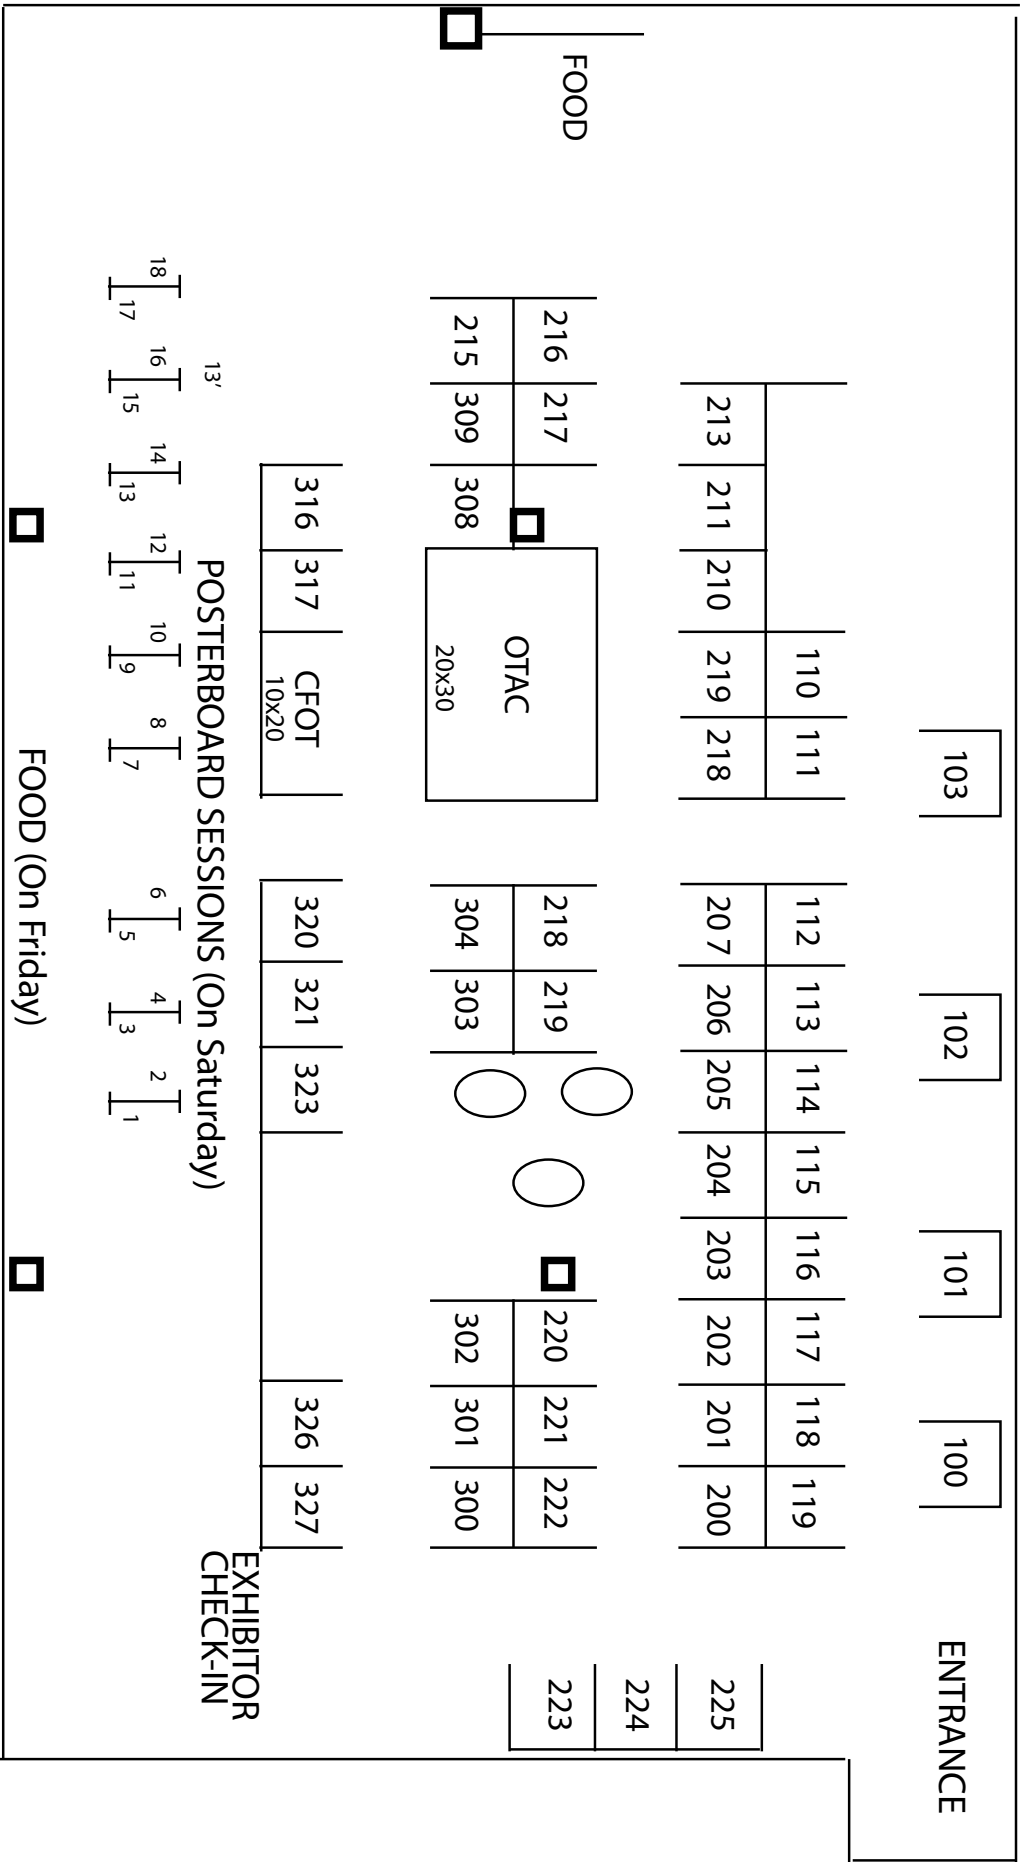 103 102 101 100 ENTRANCE
110 111 112 113 114 115 116 117 118 119
213 211 210 219 218 207 206 205 204 203 202 201 200 225
224
FOOD
216 217 218 219 220 221 222 223
OTAC
215 309 308 304 303 302 301 300
20x30
316 317 CFOT 320 321 323 326 327
10x20
EXHIBITOR
CHECK-IN
13'
POSTERBOARD SESSIONS (On Saturday)
18 16 14 12 10 8 6 4 2
17 15 13 11 9 7 5 3 1
FOOD (On Friday)